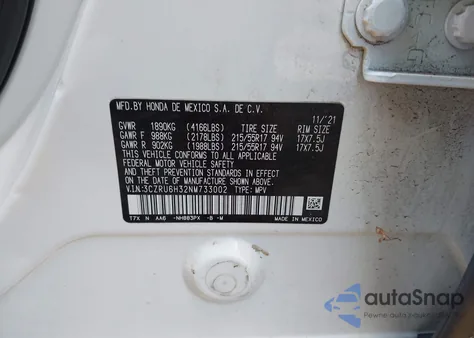 MFD.BY HONDA DE MEXICO S.A. DE C.V.
11/'21
GVWR 1890KG (4166LBS) TIRE SIZE RIM SIZE
GAWR F 988KG (2178LBS) 215/55R17 94V 17X7.5J
GAWR R 902KG (1988LBS) 215/55R17 94V 17X7.5J
THIS VEHICLE CONFORMS TO ALL APPLICABLE
FEDERAL MOTOR VEHICLE SAFETY, BUMPER,
AND THEFT PREVENTION STANDARDS IN EFFECT
ON THE DATE OF MANUFACTURE SHOWN ABOVE.
V.I.N:3CZRU6H32NM733002 TYPE: MPV
T7X N AA6 -NH883PX -B -M
MADE IN MEXICO
autoSnap